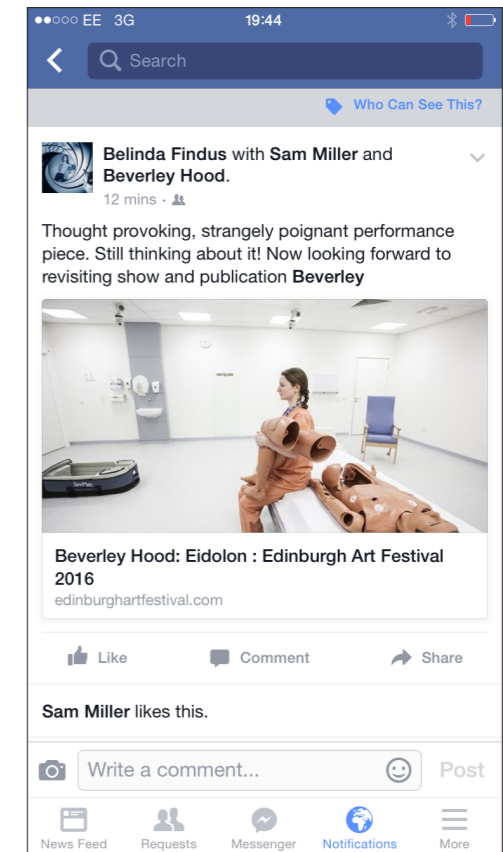 EE 3G 19:44
Search
Who Can See This?
Belinda Findus with Sam Miller and
Beverley Hood.
12 mins ·
Thought provoking, strangely poignant performance
piece. Still thinking about it! Now looking forward to
revisiting show and publication Beverley
Beverley Hood: Eidolon : Edinburgh Art Festival
2016
edinburghartfestival.com
Like Comment Share
Sam Miller likes this.
Write a comment... Post
News Feed Requests Messenger Notifications More